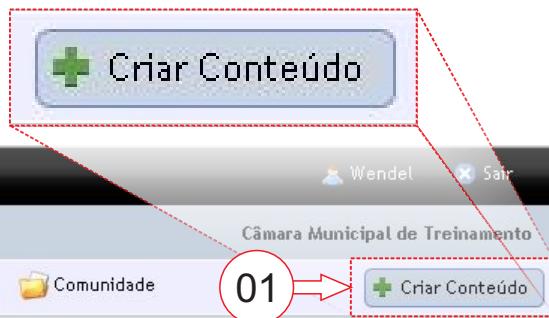 Criar Conteúdo
Wendel Sair
Câmara Municipal de Treinamento
Comunidade 01 Criar Conteúdo